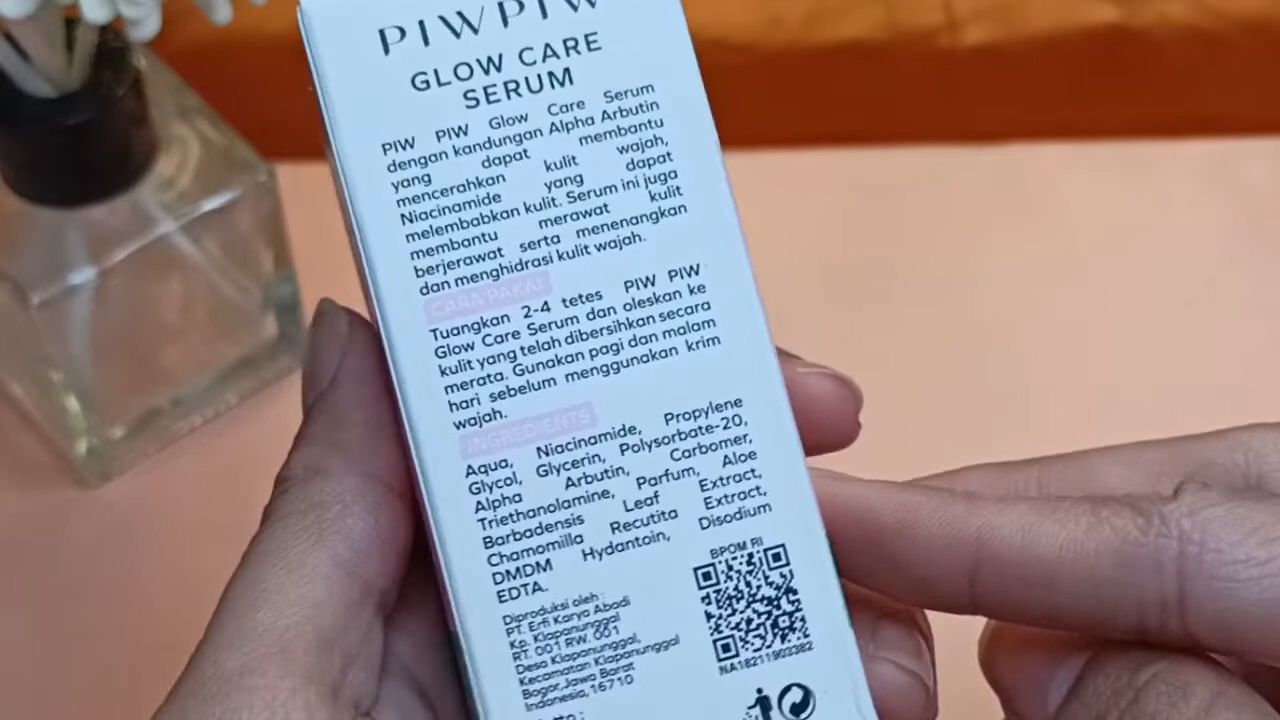 PIWPIW
GLOW CARE
SERUM
PIW PIW Glow Care Serum
dengan kandungan Alpha Arbutin
yang dapat membantu
mencerahkan kulit wajah,
Niacinamide yang dapat
melembabkan kulit. Serum ini juga
membantu merawat kulit
berjerawat serta menenangkan
dan menghidrasi kulit wajah.
CARA PAKAI
Tuangkan 2-4 tetes PIW PIW
Glow Care Serum dan oleskan ke
kulit yang telah dibersihkan secara
merata. Gunakan pagi dan malam
hari sebelum menggunakan krim
wajah.
INGREDIENTS
Aqua, Niacinamide, Propylene
Glycol, Glycerin, Polysorbate-20,
Alpha Arbutin, Carbomer,
Triethanolamine, Parfum, Aloe
Barbadensis Leaf Extract,
Chamomilla Recutita Extract,
DMDM Hydantoin, Disodium
EDTA.
Diproduksi oleh :
PT. Erfi Karya Abadi
Kp. Klapanunggal
RT. 001 RW. 001
Desa Klapanunggal,
Kecamatan Klapanunggal
Bogor, Jawa Barat
Indonesia, 16710
BPOM RI
NA18211903382